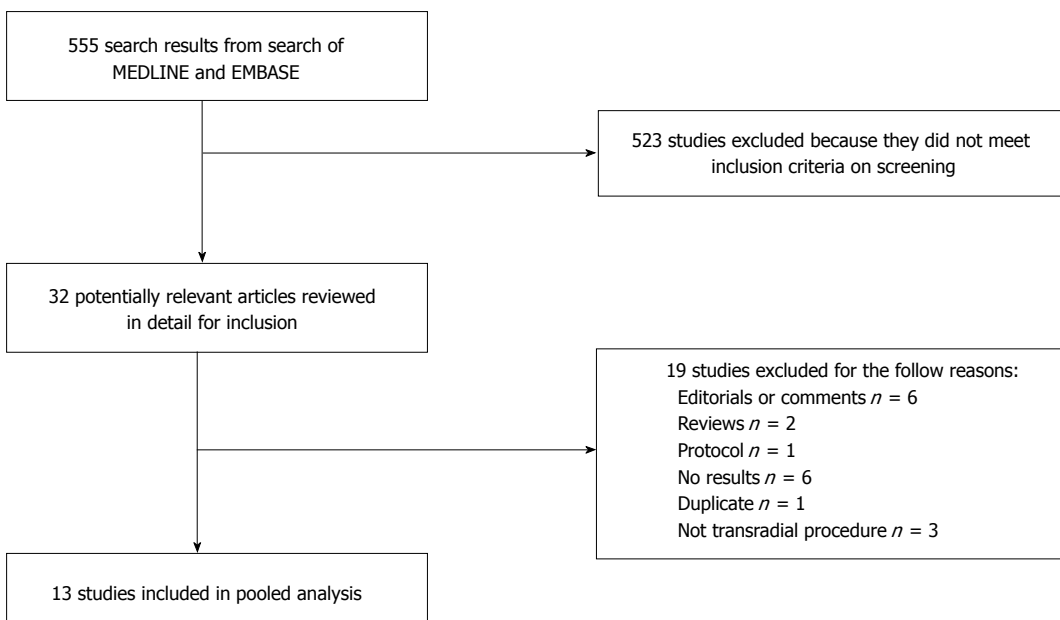 555 search results from search of
MEDLINE and EMBASE
523 studies excluded because they did not meet
inclusion criteria on screening
32 potentially relevant articles reviewed
in detail for inclusion
19 studies excluded for the follow reasons:
Editorials or comments n = 6
Reviews n = 2
Protocol n = 1
No results n = 6
Duplicate n = 1
Not transradial procedure n = 3
13 studies included in pooled analysis